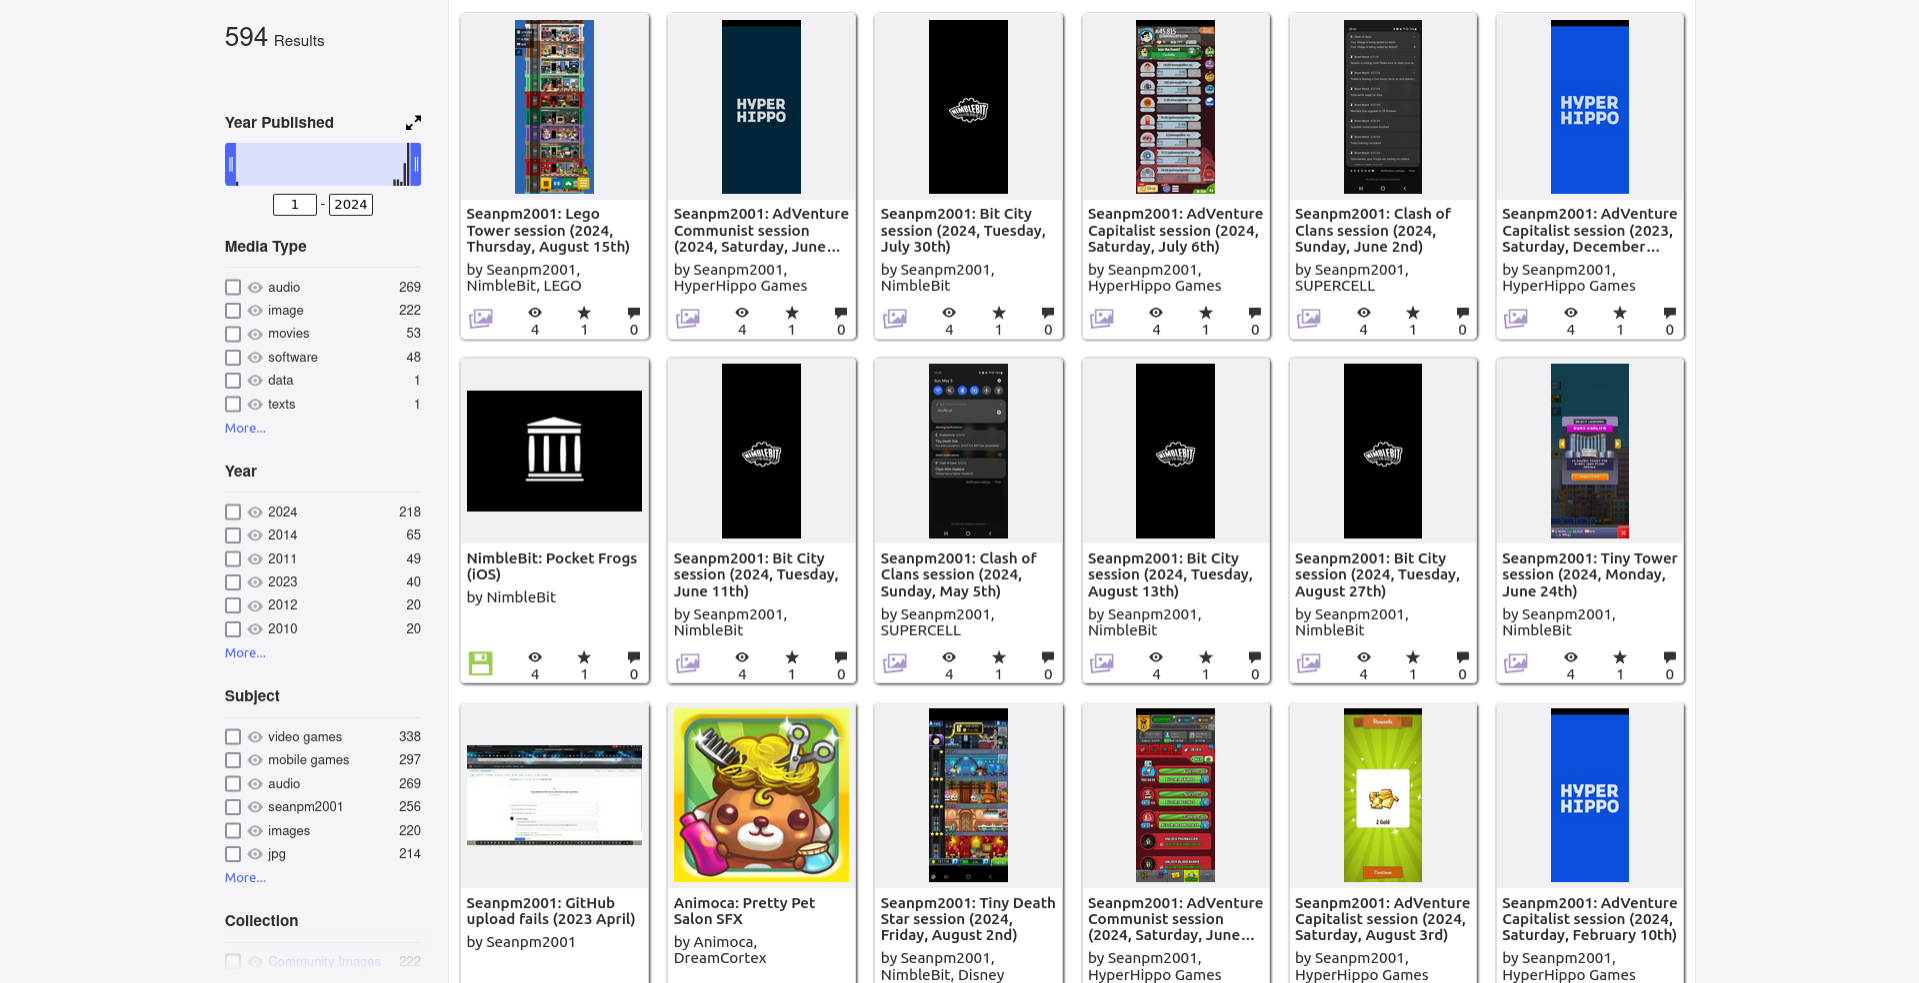 594 Results
Year Published
1 - 2024
Media Type
audio 269
image 222
movies 53
software 48
data 1
texts 1
More...
Year
2024 218
2014 65
2011 49
2023 40
2012 20
2010 20
More...
Subject
video games 338
mobile games 297
audio 269
seanpm2001 256
images 220
jpg 214
More...
Collection
Community Images 222
Seanpm2001: Lego
Tower session (2024,
Thursday, August 15th)
by Seanpm2001,
NimbleBit, LEGO
4 1 0
HYPER
HIPPO
Seanpm2001: AdVenture
Communist session
(2024, Saturday, June...
by Seanpm2001,
HyperHippo Games
4 1 0
NIMBLEBIT
Seanpm2001: Bit City
session (2024, Tuesday,
July 30th)
by Seanpm2001,
NimbleBit
4 1 0
Seanpm2001: AdVenture
Capitalist session (2024,
Saturday, July 6th)
by Seanpm2001,
HyperHippo Games
4 1 0
Seanpm2001: Clash of
Clans session (2024,
Sunday, June 2nd)
by Seanpm2001,
SUPERCELL
4 1 0
HYPER
HIPPO
Seanpm2001: AdVenture
Capitalist session (2023,
Saturday, December...
by Seanpm2001,
HyperHippo Games
4 1 0
NimbleBit: Pocket Frogs
(iOS)
by NimbleBit
4 1 0
NIMBLEBIT
Seanpm2001: Bit City
session (2024, Tuesday,
June 11th)
by Seanpm2001,
NimbleBit
4 1 0
Seanpm2001: Clash of
Clans session (2024,
Sunday, May 5th)
by Seanpm2001,
SUPERCELL
4 1 0
NIMBLEBIT
Seanpm2001: Bit City
session (2024, Tuesday,
August 13th)
by Seanpm2001,
NimbleBit
4 1 0
NIMBLEBIT
Seanpm2001: Bit City
session (2024, Tuesday,
August 27th)
by Seanpm2001,
NimbleBit
4 1 0
Seanpm2001: Tiny Tower
session (2024, Monday,
June 24th)
by Seanpm2001,
NimbleBit
4 1 0
Seanpm2001: GitHub
upload fails (2023 April)
by Seanpm2001
Animoca: Pretty Pet
Salon SFX
by Animoca,
DreamCortex
Seanpm2001: Tiny Death
Star session (2024,
Friday, August 2nd)
by Seanpm2001,
NimbleBit, Disney
Seanpm2001: AdVenture
Communist session
(2024, Saturday, June...
by Seanpm2001,
HyperHippo Games
Rewards
2 Gold
Continue
Seanpm2001: AdVenture
Capitalist session (2024,
Saturday, August 3rd)
by Seanpm2001,
HyperHippo Games
HYPER
HIPPO
Seanpm2001: AdVenture
Capitalist session (2024,
Saturday, February 10th)
by Seanpm2001,
HyperHippo Games